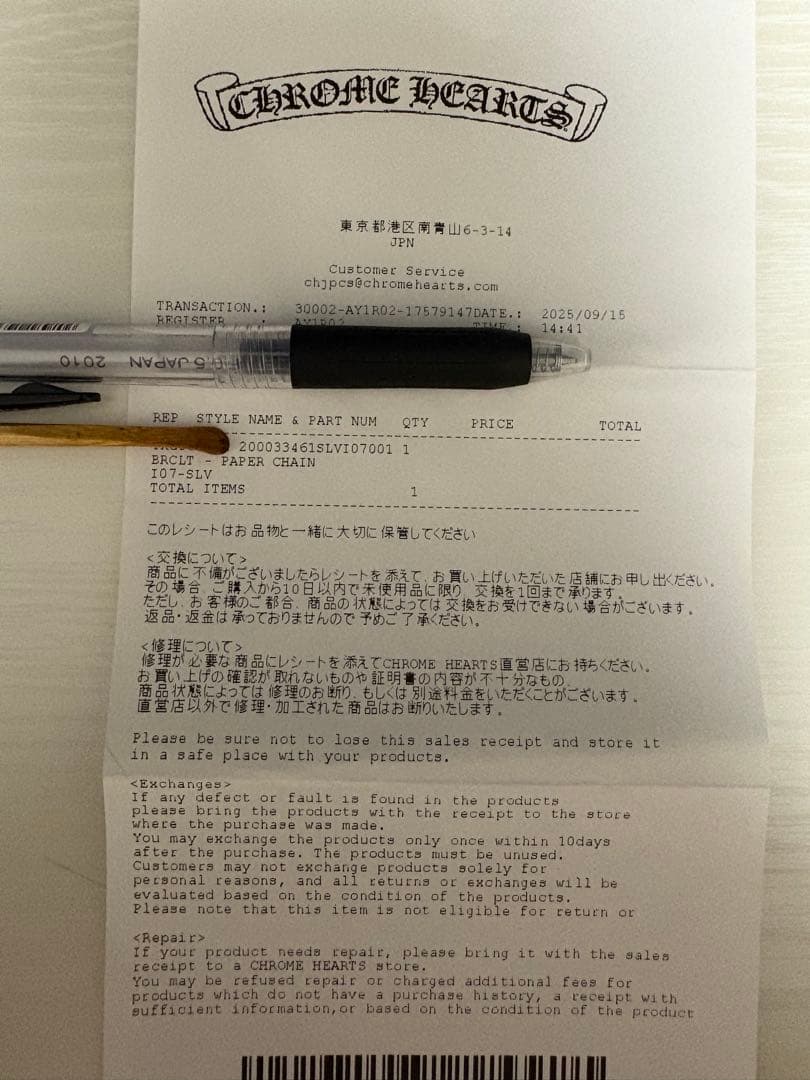 CHROME HEARTS
東京都港区南青山6-3-14
JPN
Customer Service
chjpcs@chromehearts.com
TRANSACTION.: 30002-AY1R02-17579147DATE.: 2025/09/15
REGISTER : AY1R02 TIME.: 14:41
5 JAPAN 2010
REP STYLE NAME & PART NUM QTY PRICE TOTAL
200033461SLVI07001 1
BRCLT - PAPER CHAIN
I07-SLV
TOTAL ITEMS 1
このレシートはお品物と一緒に大切に保管してください
<交換について>
商品に不備がございましたらレシートを添えて、お買い上げいただいた店舗にお申し出ください。
その場合、ご購入から10日以内で未使用品に限り、交換を1回まで承ります。
ただし、お客様のご都合、商品の状態によっては交換をお受けできない場合がございます。
返品・返金は承っておりませんので予めご了承ください。
<修理について>
修理が必要な商品にレシートを添えてCHROME HEARTS直営店にお持ちください。
お買い上げの確認が取れないものや証明書の内容が不十分なもの、
商品状態によっては修理のお断り、もしくは別途料金をいただくことがございます。
直営店以外で修理・加工された商品はお断りいたします。
Please be sure not to lose this sales receipt and store it
in a safe place with your products.
<Exchanges>
If any defect or fault is found in the products
please bring the products with the receipt to the store
where the purchase was made.
You may exchange the products only once within 10days
after the purchase. The products must be unused.
Customers may not exchange products solely for
personal reasons, and all returns or exchanges will be
evaluated based on the condition of the products.
Please note that this item is not eligible for return or
<Repair>
If your product needs repair, please bring it with the sales
receipt to a CHROME HEARTS store.
You may be refused repair or charged additional fees for
products which do not have a purchase history, a receipt with
sufficient information,or based on the condition of the product